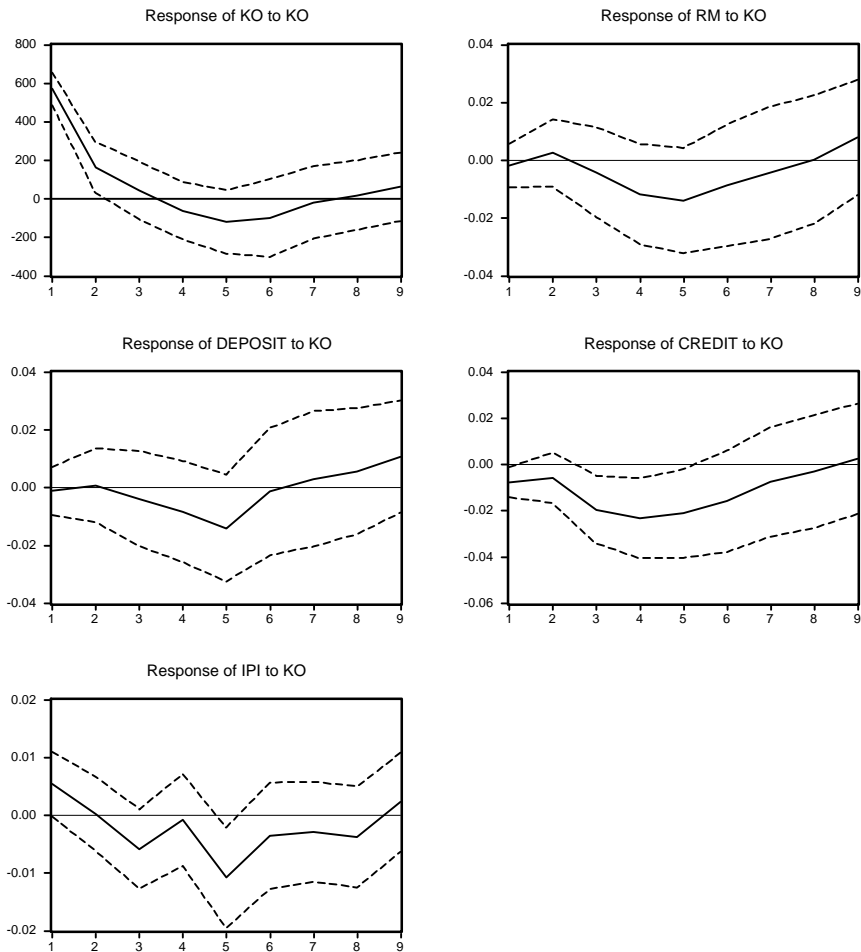 Response of KO to KO
800
600
400
200
0
-200
-400
1 2 3 4 5 6 7 8 9
Response of RM to KO
0.04
0.02
0.00
-0.02
-0.04
1 2 3 4 5 6 7 8 9
Response of DEPOSIT to KO
0.04
0.02
0.00
-0.02
-0.04
1 2 3 4 5 6 7 8 9
Response of CREDIT to KO
0.04
0.02
0.00
-0.02
-0.04
-0.06
1 2 3 4 5 6 7 8 9
Response of IPI to KO
0.02
0.01
0.00
-0.01
-0.02
1 2 3 4 5 6 7 8 9